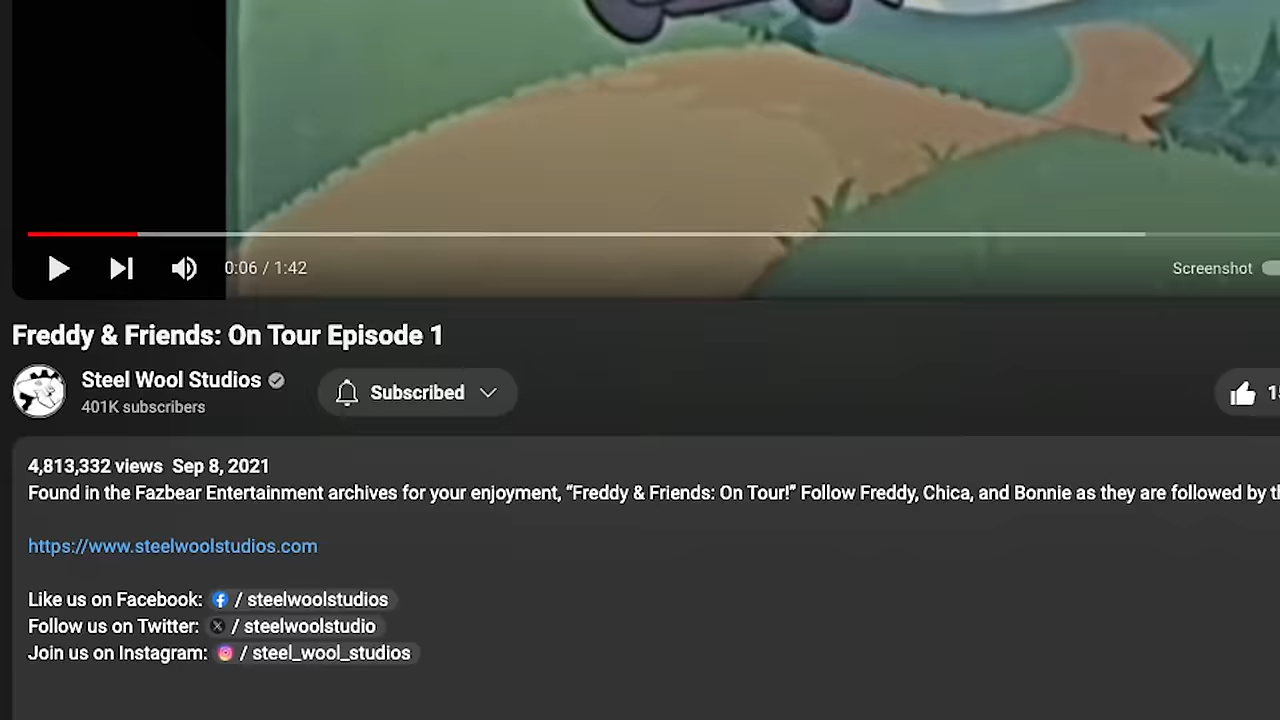 0:06 / 1:42
Screenshot
Freddy & Friends: On Tour Episode 1
Steel Wool Studios
401K subscribers
Subscribed
4,813,332 views Sep 8, 2021
Found in the Fazbear Entertainment archives for your enjoyment, “Freddy & Friends: On Tour!” Follow Freddy, Chica, and Bonnie as they are followed by
https://www.steelwoolstudios.com
Like us on Facebook: / steelwoolstudios
Follow us on Twitter: / steelwoolstudio
Join us on Instagram: / steel_wool_studios